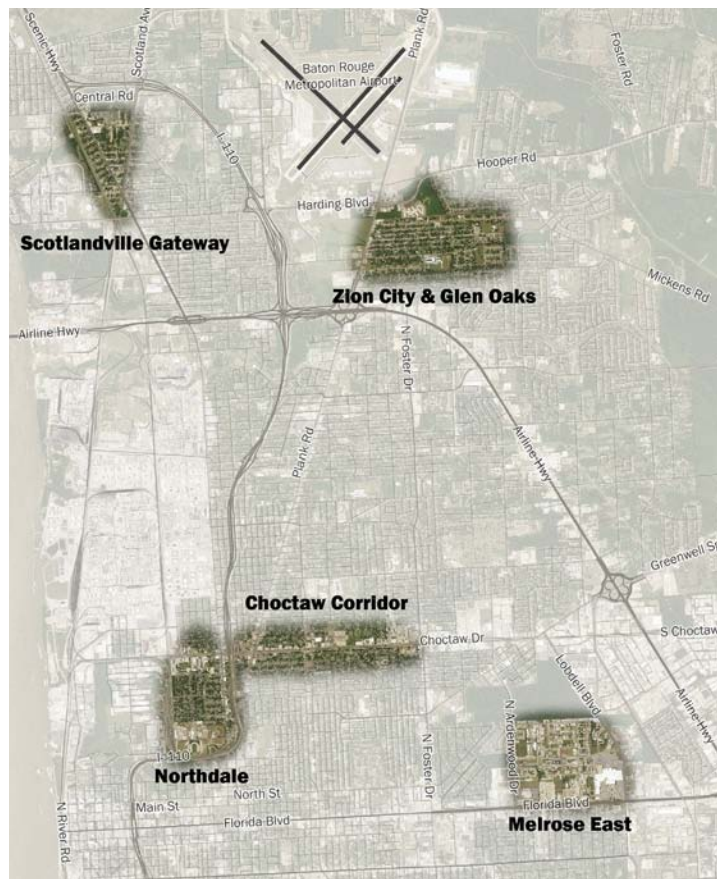 Scenic Hwy
Scotland Av
Plank Rd
Foster Rd
Baton Rouge
Metropolitan Airport
Central Rd
I-110
Hooper Rd
Harding Blvd
Scotlandville Gateway
Mickens Rd
Zion City & Glen Oaks
Airline Hwy
N Foster Dr
Plank Rd
Airline Hwy
Greenwell Sp
Choctaw Corridor
Choctaw Dr
S Choctaw
Lobdell Blvd
Airline Hwy
N Ardenwood Dr
I-110
N Foster Dr
Northdale
North St
Main St
Florida Blvd
Florida Blvd
N River Rd
Melrose East